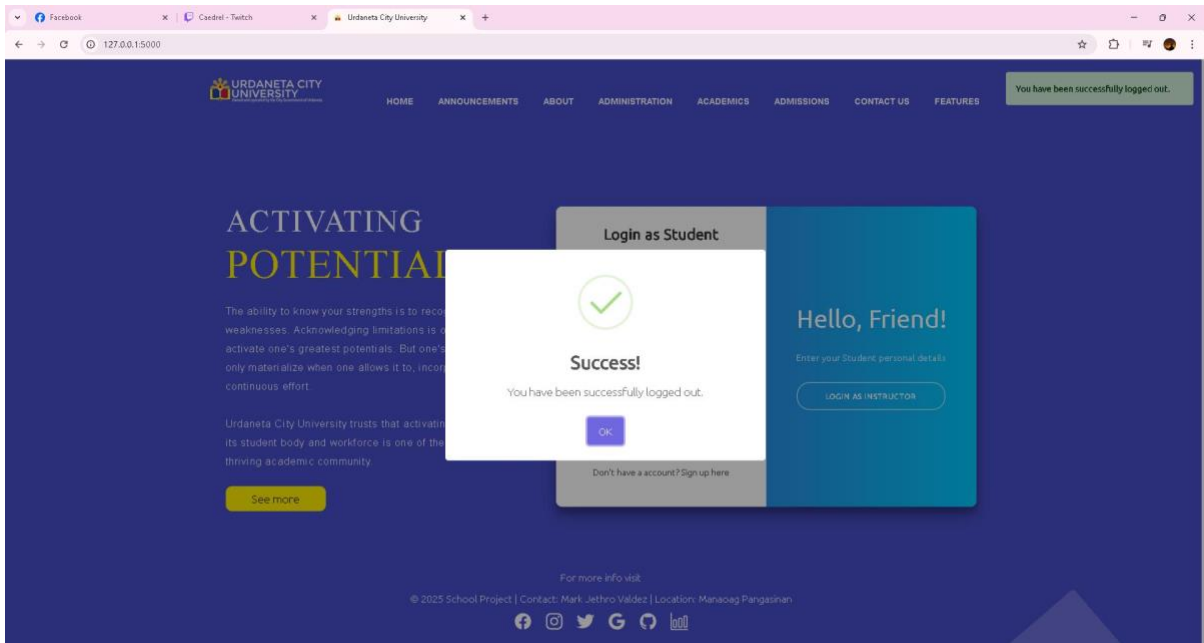 Facebook
Caedrel - Twitch
Urdaneta City University
127.0.0.1:5000
URDANETA CITY
UNIVERSITY
HOME ANNOUNCEMENTS ABOUT ADMINISTRATION ACADEMICS ADMISSIONS CONTACT US FEATURES
You have been successfully logged out.
ACTIVATING
POTENTIAL
The ability to know your strengths is to reco
weaknesses. Acknowledging limitations is o
activate one's greatest potentials. But one's
only materialize when one allows it to, incor
continuous effort.
Urdaneta City University trusts that activatin
its student body and workforce is one of the
thriving academic community.
See more
Login as Student
Success!
You have been successfully logged out.
OK
Don't have a account? Sign up here
Hello, Friend!
Enter your Student personal details
LOGIN AS INSTRUCTOR
For more info visit
© 2025 School Project | Contact: Mark Jethro Valdez | Location: Manaoag Pangasinan